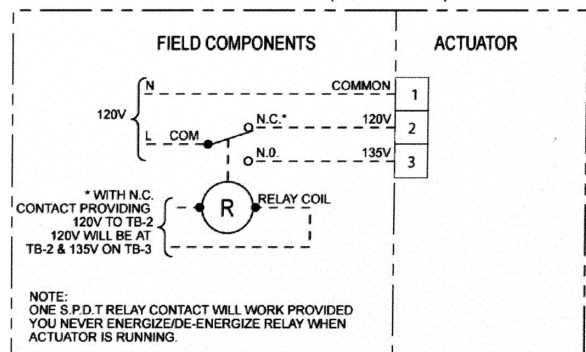 FIELD COMPONENTS
ACTUATOR
N
COMMON
1
120V
N.C.*
120V
2
L
COM
N.O.
135V
3
* WITH N.C.
CONTACT PROVIDING
120V TO TB-2
120V WILL BE AT
TB-2 & 135V ON TB-3
R
RELAY COIL
NOTE:
ONE S.P.D.T RELAY CONTACT WILL WORK PROVIDED
YOU NEVER ENERGIZE/DE-ENERGIZE RELAY WHEN
ACTUATOR IS RUNNING.